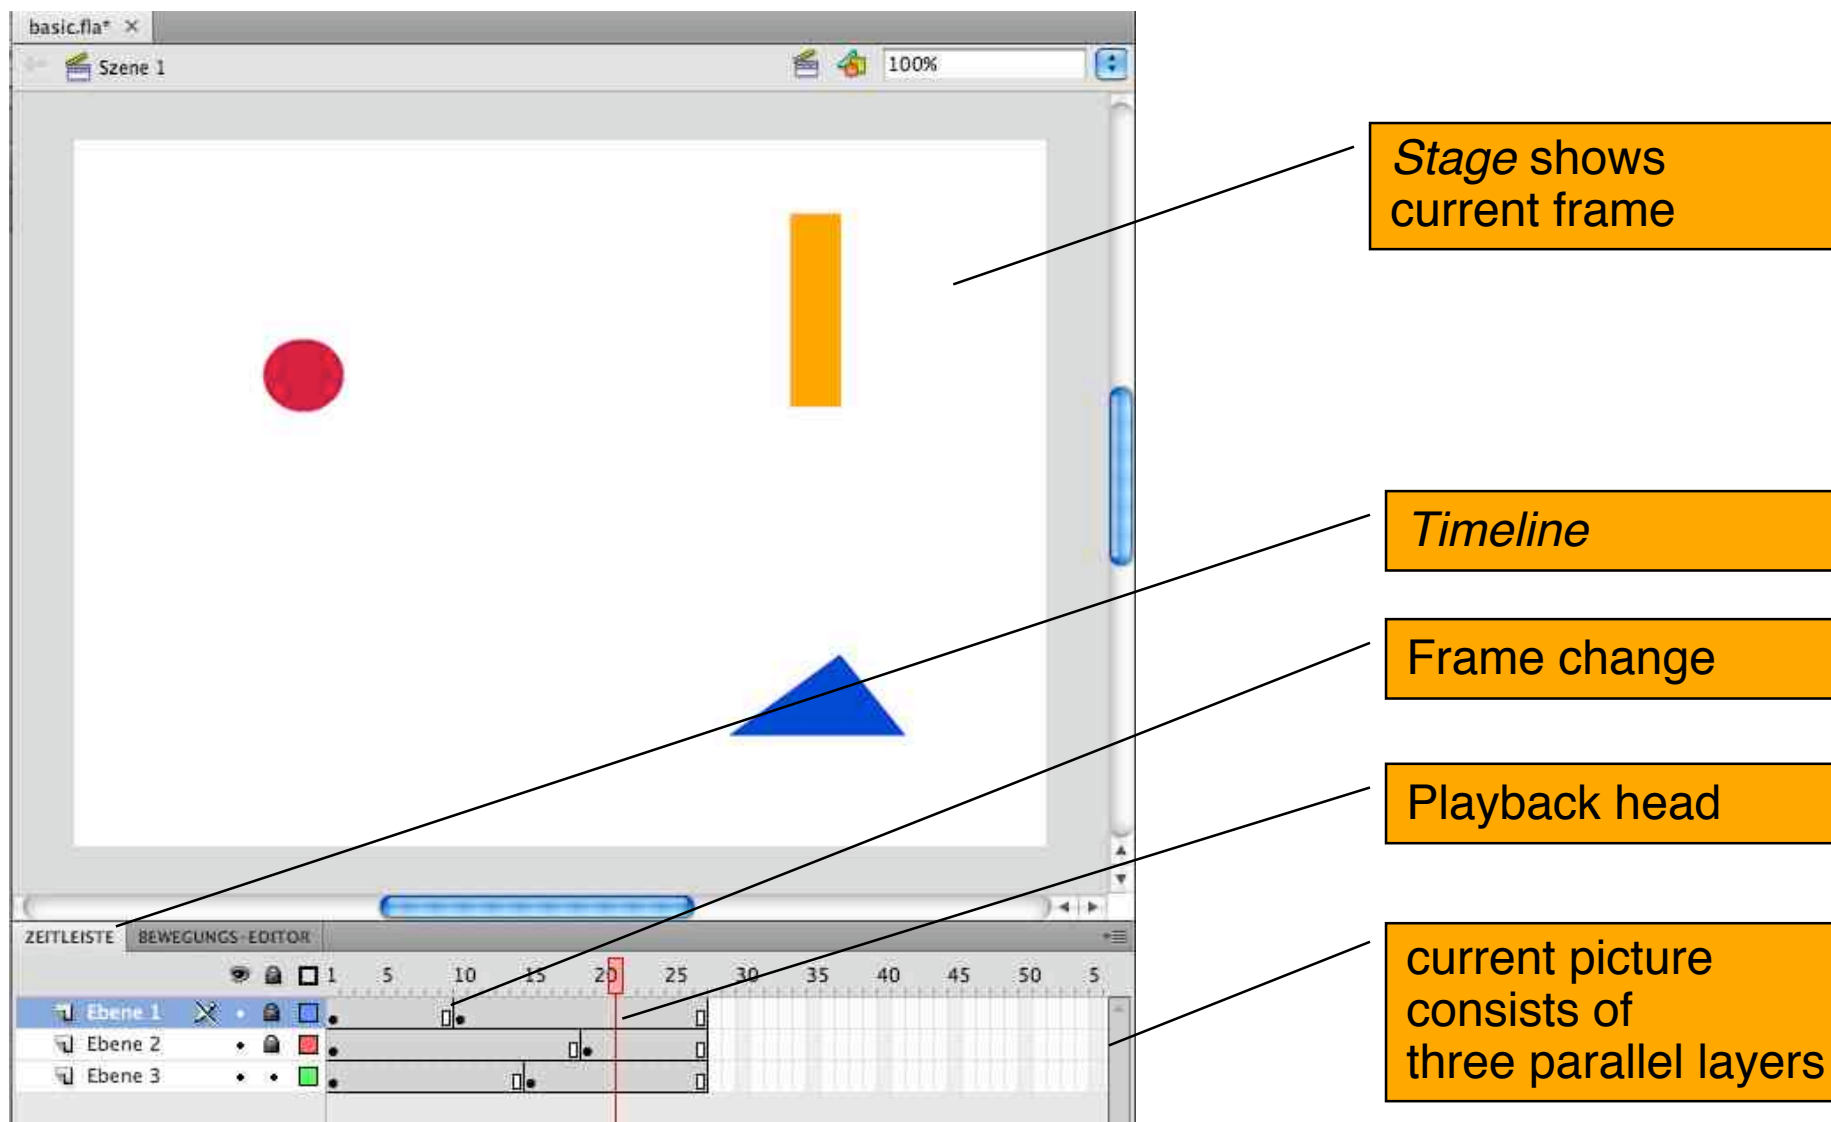 basic.fla* ×
Szene 1
100%
Stage shows
current frame
Timeline
Frame change
Playback head
current picture
consists of
three parallel layers
ZEITLEISTE BEWEGUNGS-EDITOR
1 5 10 15 20 25 30 35 40 45 50 5
Ebene 1
Ebene 2
Ebene 3